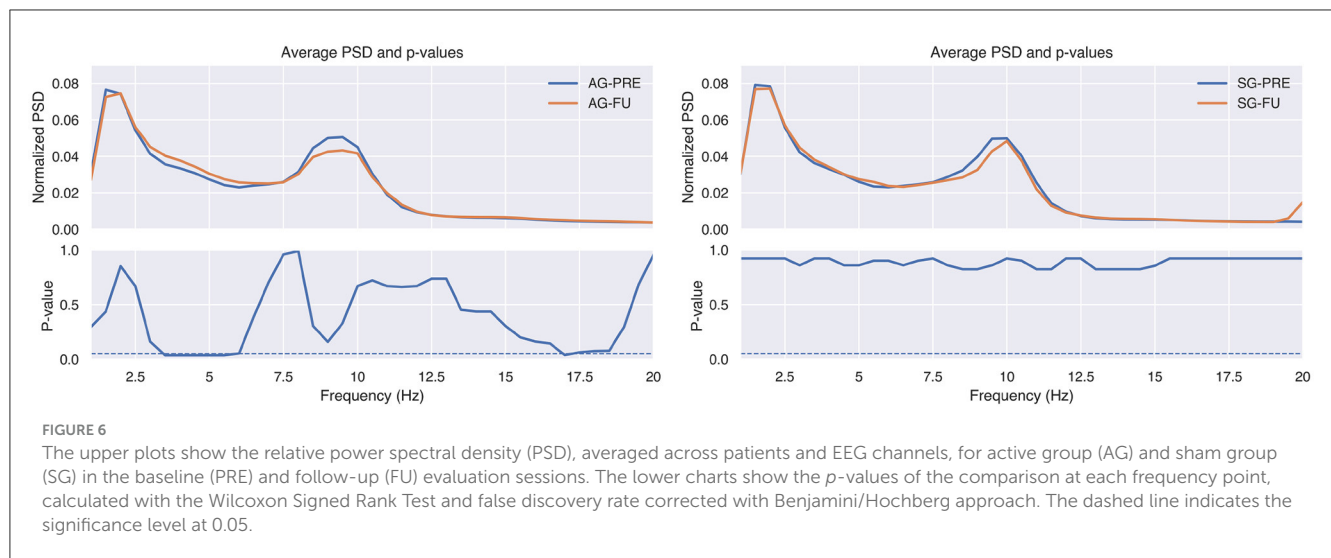 Average PSD and p-values
AG-PRE
AG-FU
Normalized PSD
0.08
0.06
0.04
0.02
0.00
P-value
1.0
0.5
0.0
2.5 5 7.5 10 12.5 15 17.5 20
Frequency (Hz)
Average PSD and p-values
SG-PRE
SG-FU
Normalized PSD
0.08
0.06
0.04
0.02
0.00
P-value
1.0
0.5
0.0
2.5 5 7.5 10 12.5 15 17.5 20
Frequency (Hz)
FIGURE 6
The upper plots show the relative power spectral density (PSD), averaged across patients and EEG channels, for active group (AG) and sham group
(SG) in the baseline (PRE) and follow-up (FU) evaluation sessions. The lower charts show the p-values of the comparison at each frequency point,
calculated with the Wilcoxon Signed Rank Test and false discovery rate corrected with Benjamini/Hochberg approach. The dashed line indicates the
significance level at 0.05.